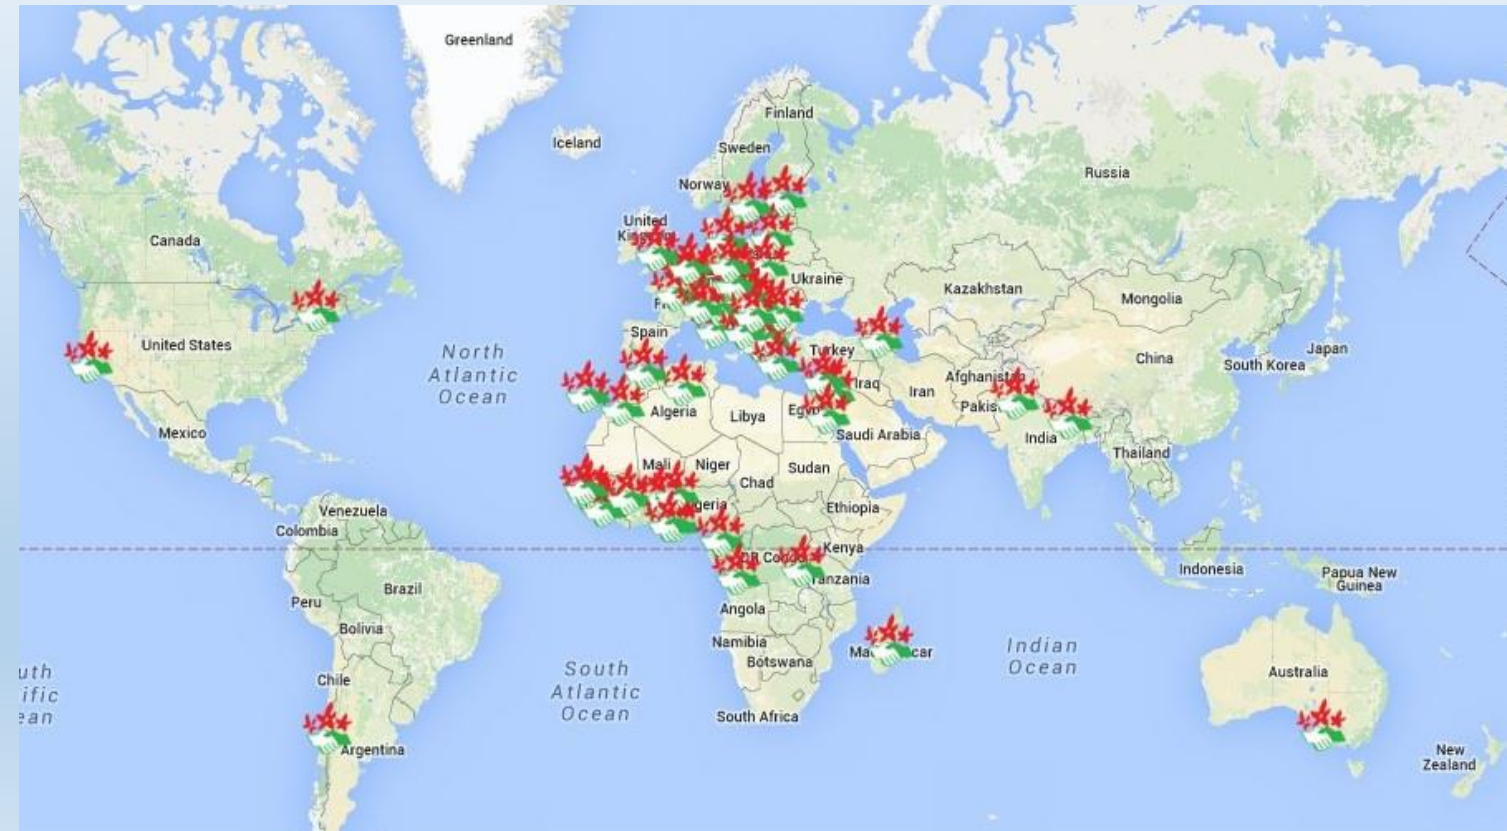 Greenland
Iceland
Finland
Sweden
Norway
Russia
United
Canada
Ukraine
Kazakhstan
Mongolia
Spain
United States
Turkey
North
Atlantic
Ocean
China
Japan
South Korea
Afghanistan
Iraq
Iran
Algeria
Libya
Mexico
Saudi Arabia
India
Thailand
Mali
Niger
Sudan
Chad
Ethiopia
Venezuela
Colombia
Kenya
Tanzania
Indonesia
Papua New
Guinea
Brazil
Peru
Angola
Bolivia
Namibia
Botswana
Indian
Ocean
South
Atlantic
Ocean
Chile
Australia
South Africa
Argentina
New
Zealand